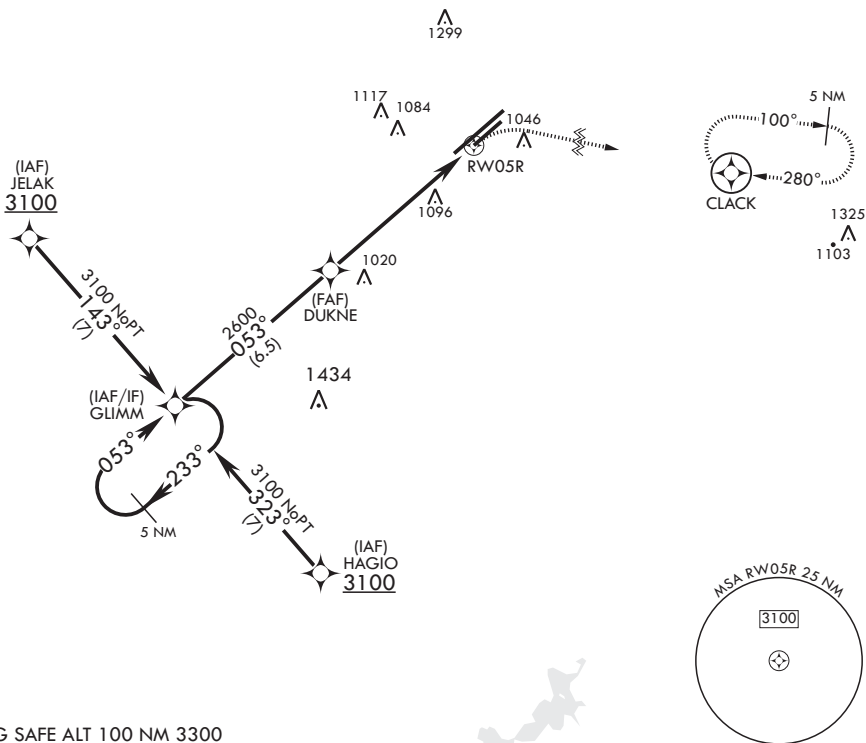 1299
1117
1084
1046
RW05R
5 NM
100°
280°
CLACK
1325
1103
(IAF)
JELAK
3100
1096
3100 NoPT
143°
(7)
1020
(FAF)
DUKNE
2600
053°
(6.5)
(IAF/IF)
GLIMM
1434
053°
233°
5 NM
3100 NoPT
323°
(7)
(IAF)
HAGIO
3100
MSA RW05R 25 NM
3100
G SAFE ALT 100 NM 3300